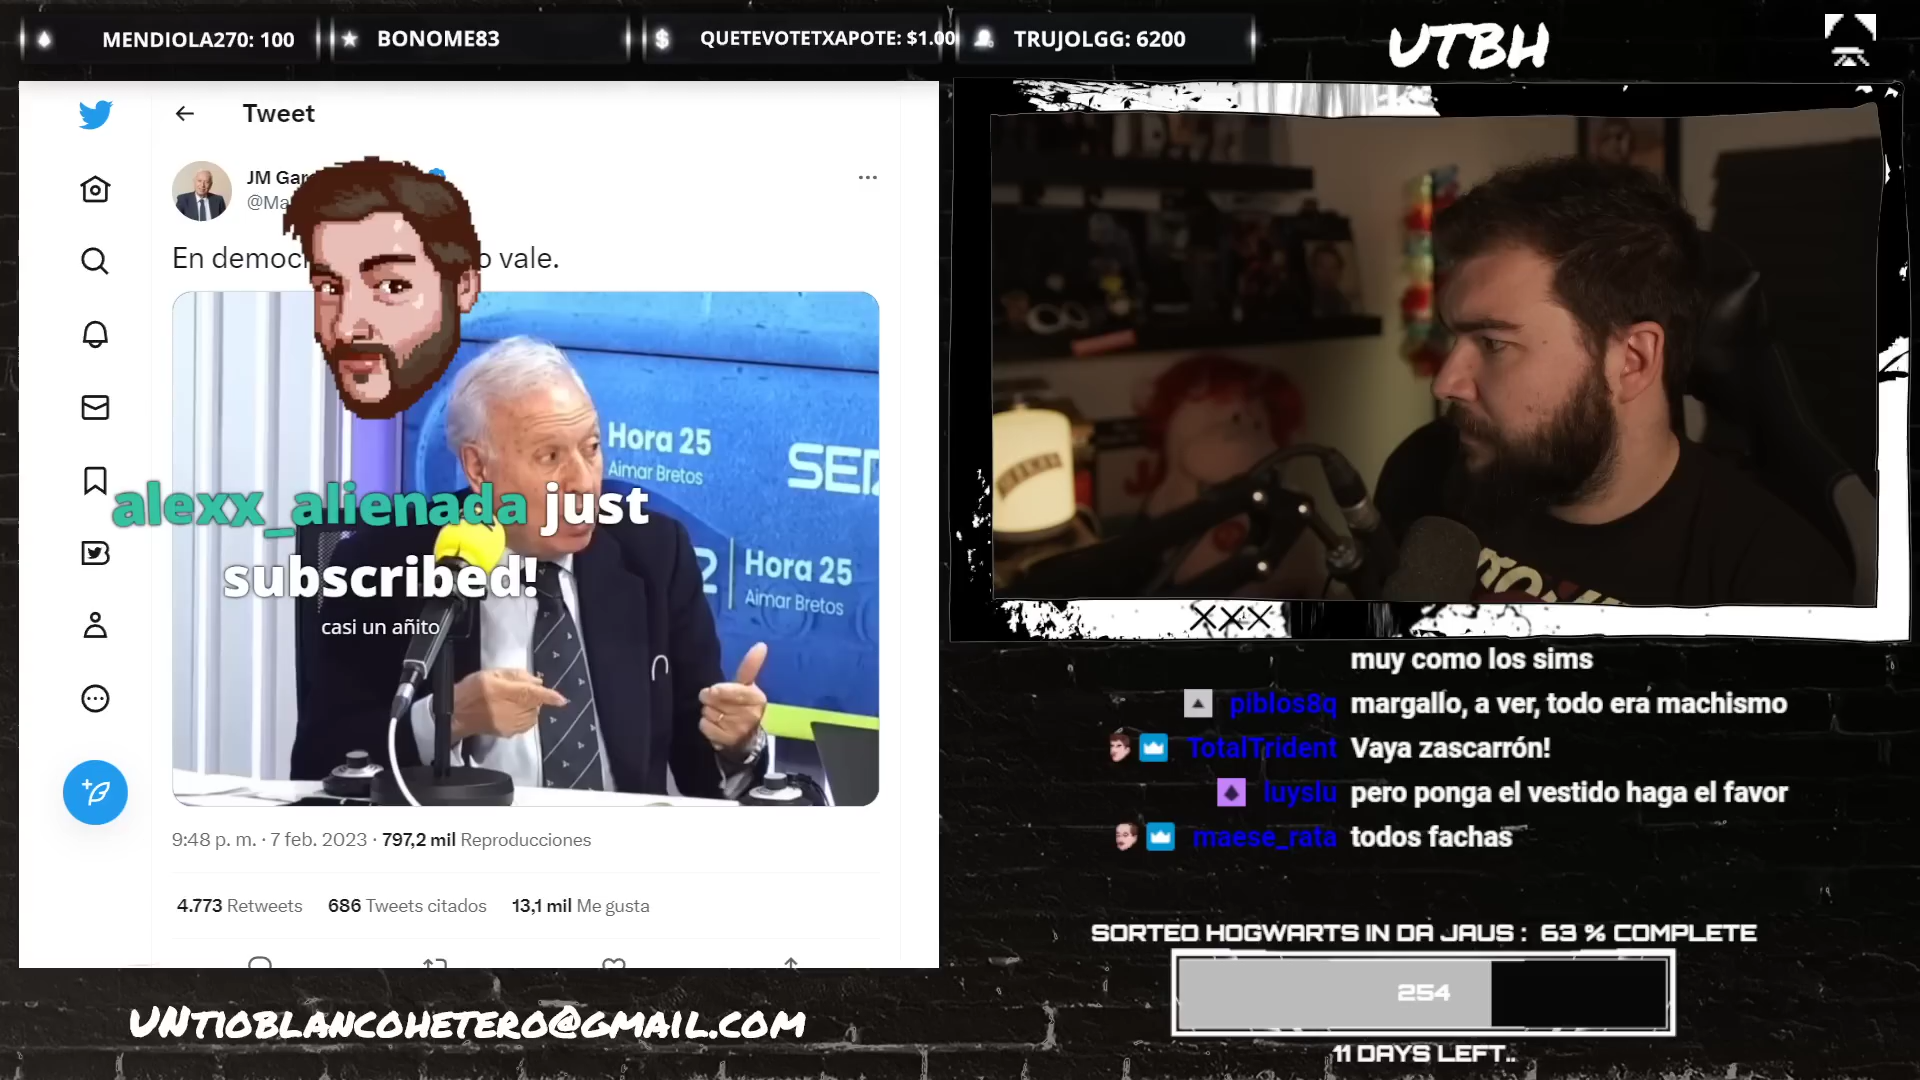 MENDIOLA270: 100
BONOME83
QUETEVOTETXAPOTE: $1.00
TRUJOLGG: 6200
UTBH
Tweet
JM Gar
@Ma
En democ o vale.
Hora 25
Aimar Bretos
SER
Hora 25
Aimar Bretos
alexx_alienada just
subscribed!
casi un añito
9:48 p. m. · 7 feb. 2023 · 797,2 mil Reproducciones
4.773 Retweets 686 Tweets citados 13,1 mil Me gusta
muy como los sims
piblos8q margallo, a ver, todo era machismo
TotalTrident Vaya zascarrón!
luyslu pero ponga el vestido haga el favor
maese_rata todos fachas
SORTEO HOGWARTS IN DA JAUS : 63 % COMPLETE
254
11 DAYS LEFT..
UNTIOBLANCOHETERO@GMAIL.COM